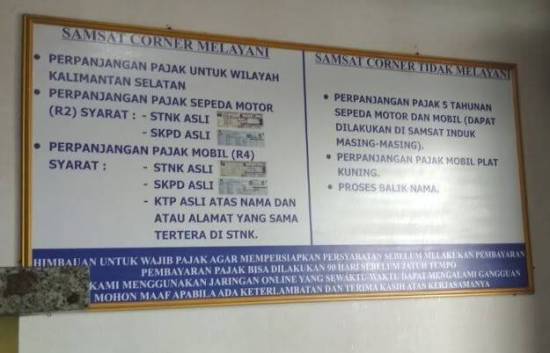 SAMSAT CORNER MELAYANI
• PERPANJANGAN PAJAK UNTUK WILAYAH
KALIMANTAN SELATAN
• PERPANJANGAN PAJAK SEPEDA MOTOR
(R2) SYARAT : - STNK ASLI
- SKPD ASLI
• PERPANJANGAN PAJAK MOBIL (R4)
SYARAT : - STNK ASLI
- SKPD ASLI
- KTP ASLI ATAS NAMA DAN
ATAU ALAMAT YANG SAMA
TERTERA DI STNK.
SAMSAT CORNER TIDAK MELAYANI
• PERPANJANGAN PAJAK 5 TAHUNAN
SEPEDA MOTOR DAN MOBIL (DAPAT
DILAKUKAN DI SAMSAT INDUK
MASING-MASING).
• PERPANJANGAN PAJAK MOBIL PLAT
KUNING.
• PROSES BALIK NAMA.
HIMBAUAN UNTUK WAJIB PAJAK AGAR MEMPERSIAPKAN PERSYARATAN SEBELUM MELAKUKAN PEMBAYARAN
PEMBAYARAN PAJAK BISA DILAKUKAN 90 HARI SEBELUM JATUH TEMPO
KAMI MENGGUNAKAN JARINGAN ONLINE YANG SEWAKTU-WAKTU DAPAT MENGALAMI GANGGUAN
MOHON MAAF APABILA ADA KETERLAMBATAN DAN TERIMA KASIH ATAS KERJASAMANYA